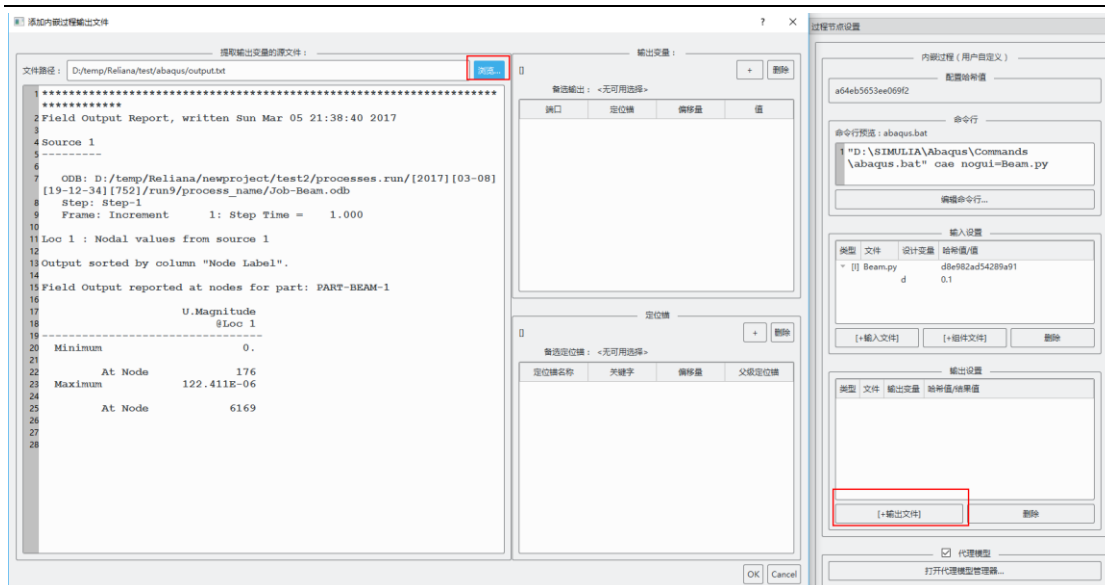 添加内嵌过程输出文件
? ×
提取输出变量的源文件：
文件路径： D:/temp/Reliana/test/abaqus/output.txt 浏览...
1 *****************************************************************
************
2 Field Output Report, written Sun Mar 05 21:38:40 2017
3
4 Source 1
5 ---------
6
7 ODB: D:/temp/Reliana/newproject/test2/processes.run/[2017][03-08]
[19-12-34][752]/run9/process_name/Job-Beam.odb
8 Step: Step-1
9 Frame: Increment 1: Step Time = 1.000
10
11 Loc 1 : Nodal values from source 1
12
13 Output sorted by column "Node Label".
14
15 Field Output reported at nodes for part: PART-BEAM-1
16
17 U.Magnitude
18 @Loc 1
19 ---------------------------------
20 Minimum 0.
21
22 At Node 176
23 Maximum 122.411E-06
24
25 At Node 6169
26
27
28
输出变量：
[] + 删除
备选输出： <无可用选择>
端口 定位锚 偏移量 值
定位锚
[] + 删除
备选定位锚： <无可用选择>
定位锚名称 关键字 偏移量 父级定位锚
OK Cancel
过程节点设置
内嵌过程（用户自定义）
配置哈希值
a64eb5653ee069f2
命令行
命令行预览：abaqus.bat
1 "D:\SIMULIA\Abaqus\Commands
\abaqus.bat" cae nogui=Beam.py
编辑命令行...
输入设置
类型 文件 设计变量 哈希值/值
[I] Beam.py d8e982ad54289a91
d 0.1
[+输入文件] [+组件文件] 删除
输出设置
类型 文件 输出变量 哈希值/结果值
[+输出文件] 删除
代理模型
打开代理模型管理器...